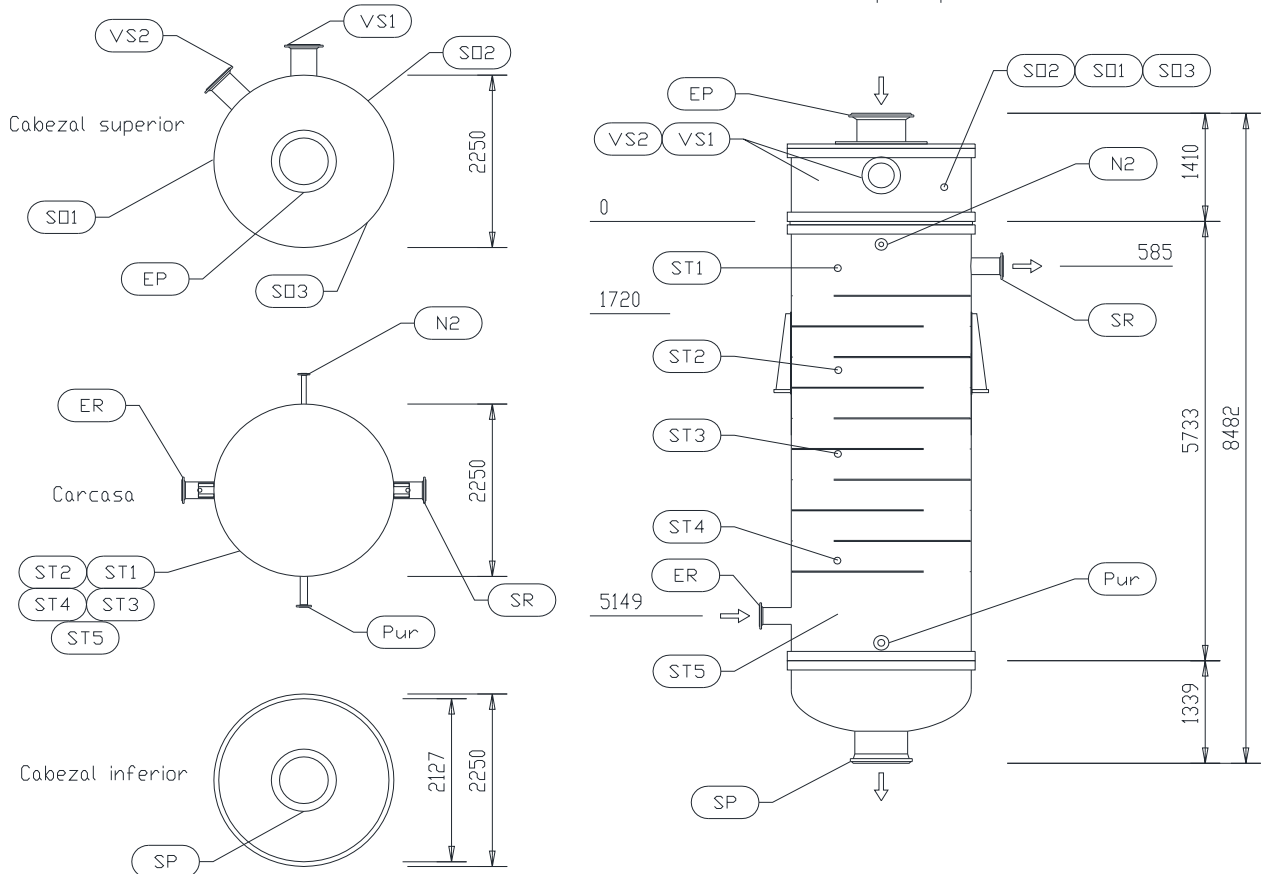 VS1
VS2
SO2
Cabezal superior
2250
SO1
EP
SO3
N2
ER
Carcasa
2250
ST2 ST1
ST4 ST3
ST5
SR
Pur
Cabezal inferior
2127
2250
SP
EP
SO2 SO1 SO3
VS2 VS1
N2
1410
0
ST1
585
1720
SR
ST2
ST3
5733
8482
ST4
ER
Pur
5149
ST5
1339
SP